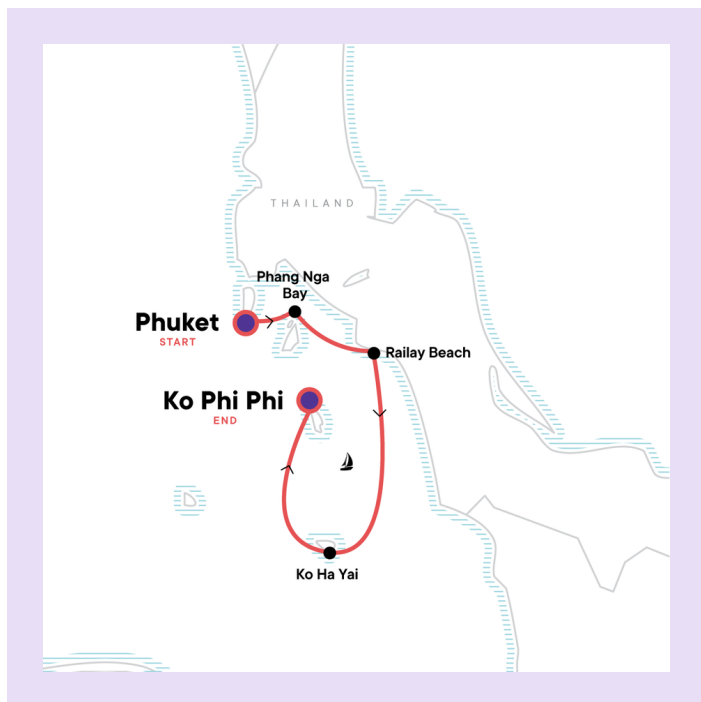 THAILAND
Phang Nga
Bay
Phuket
START
Railay Beach
Ko Phi Phi
END
Ko Ha Yai